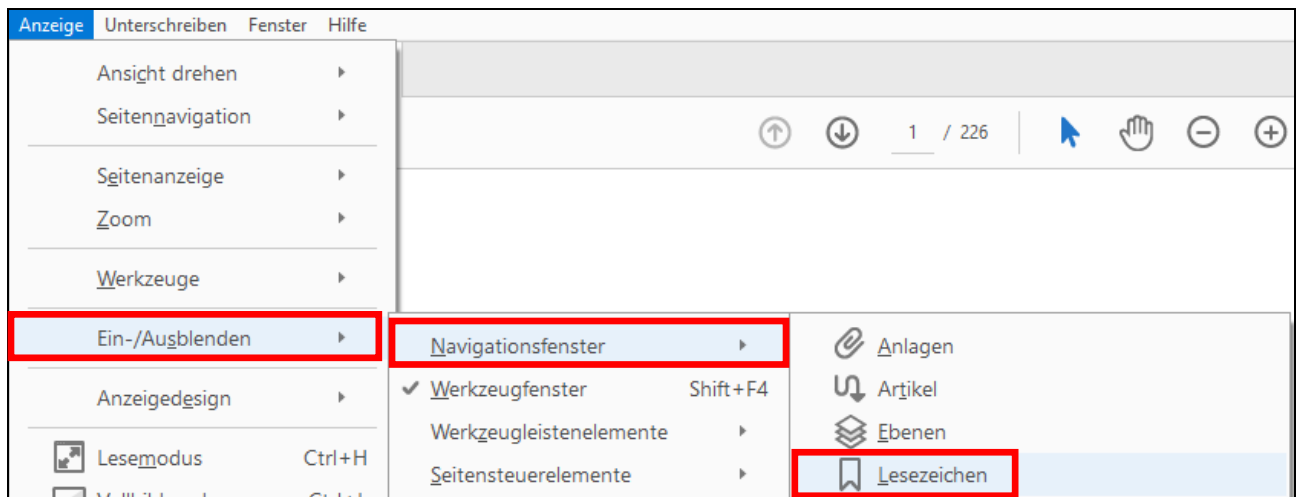 Anzeige Unterschreiben Fenster Hilfe
Ansicht drehen
Seitennavigation
1 / 226
Seitenanzeige
Zoom
Werkzeuge
Ein-/Ausblenden
Anzeigedesign
Lesemodus Ctrl+H
Navigationsfenster
Werkzeugfenster Shift+F4
Werkzeugleistenelemente
Seitensteuerelemente
Anlagen
Artikel
Ebenen
Lesezeichen